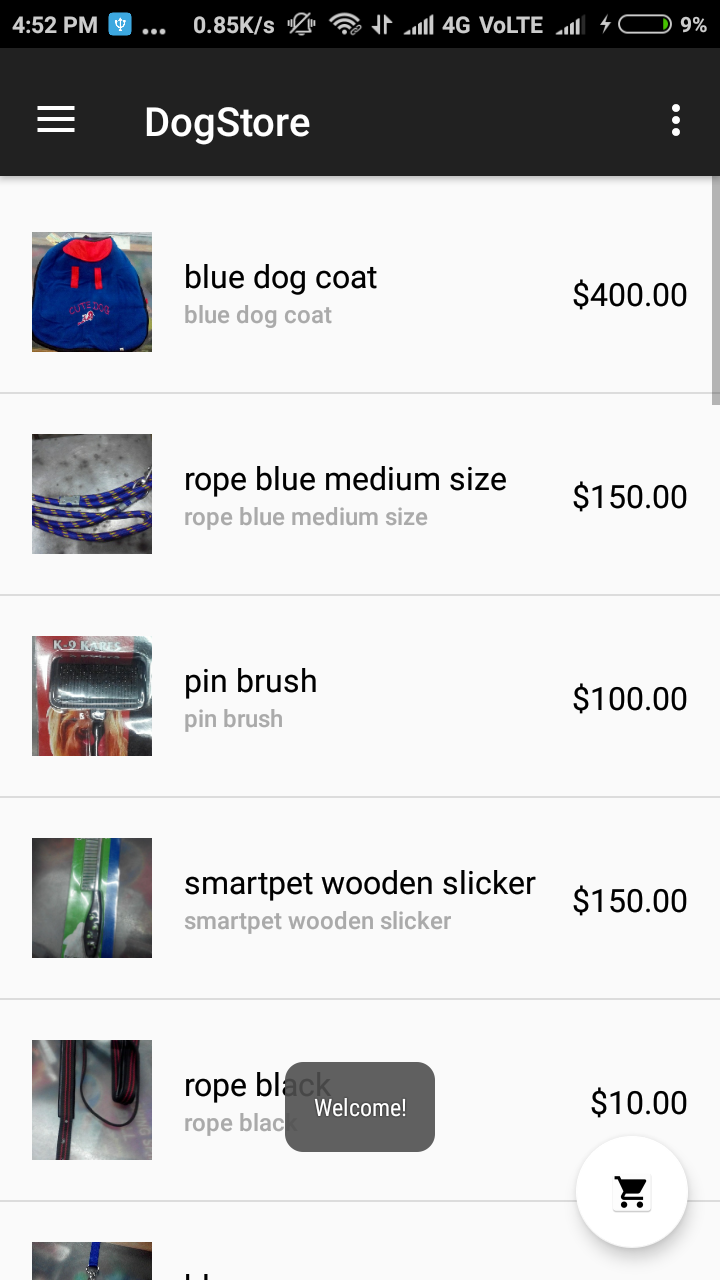 4:52 PM ... 0.85K/s 4G VoLTE 9%
DogStore
CUTE DOG
blue dog coat
blue dog coat
$400.00
rope blue medium size
rope blue medium size
$150.00
K-9 KARES
pin brush
pin brush
$100.00
smartpet wooden slicker
smartpet wooden slicker
$150.00
rope black
rope black
$10.00
Welcome!